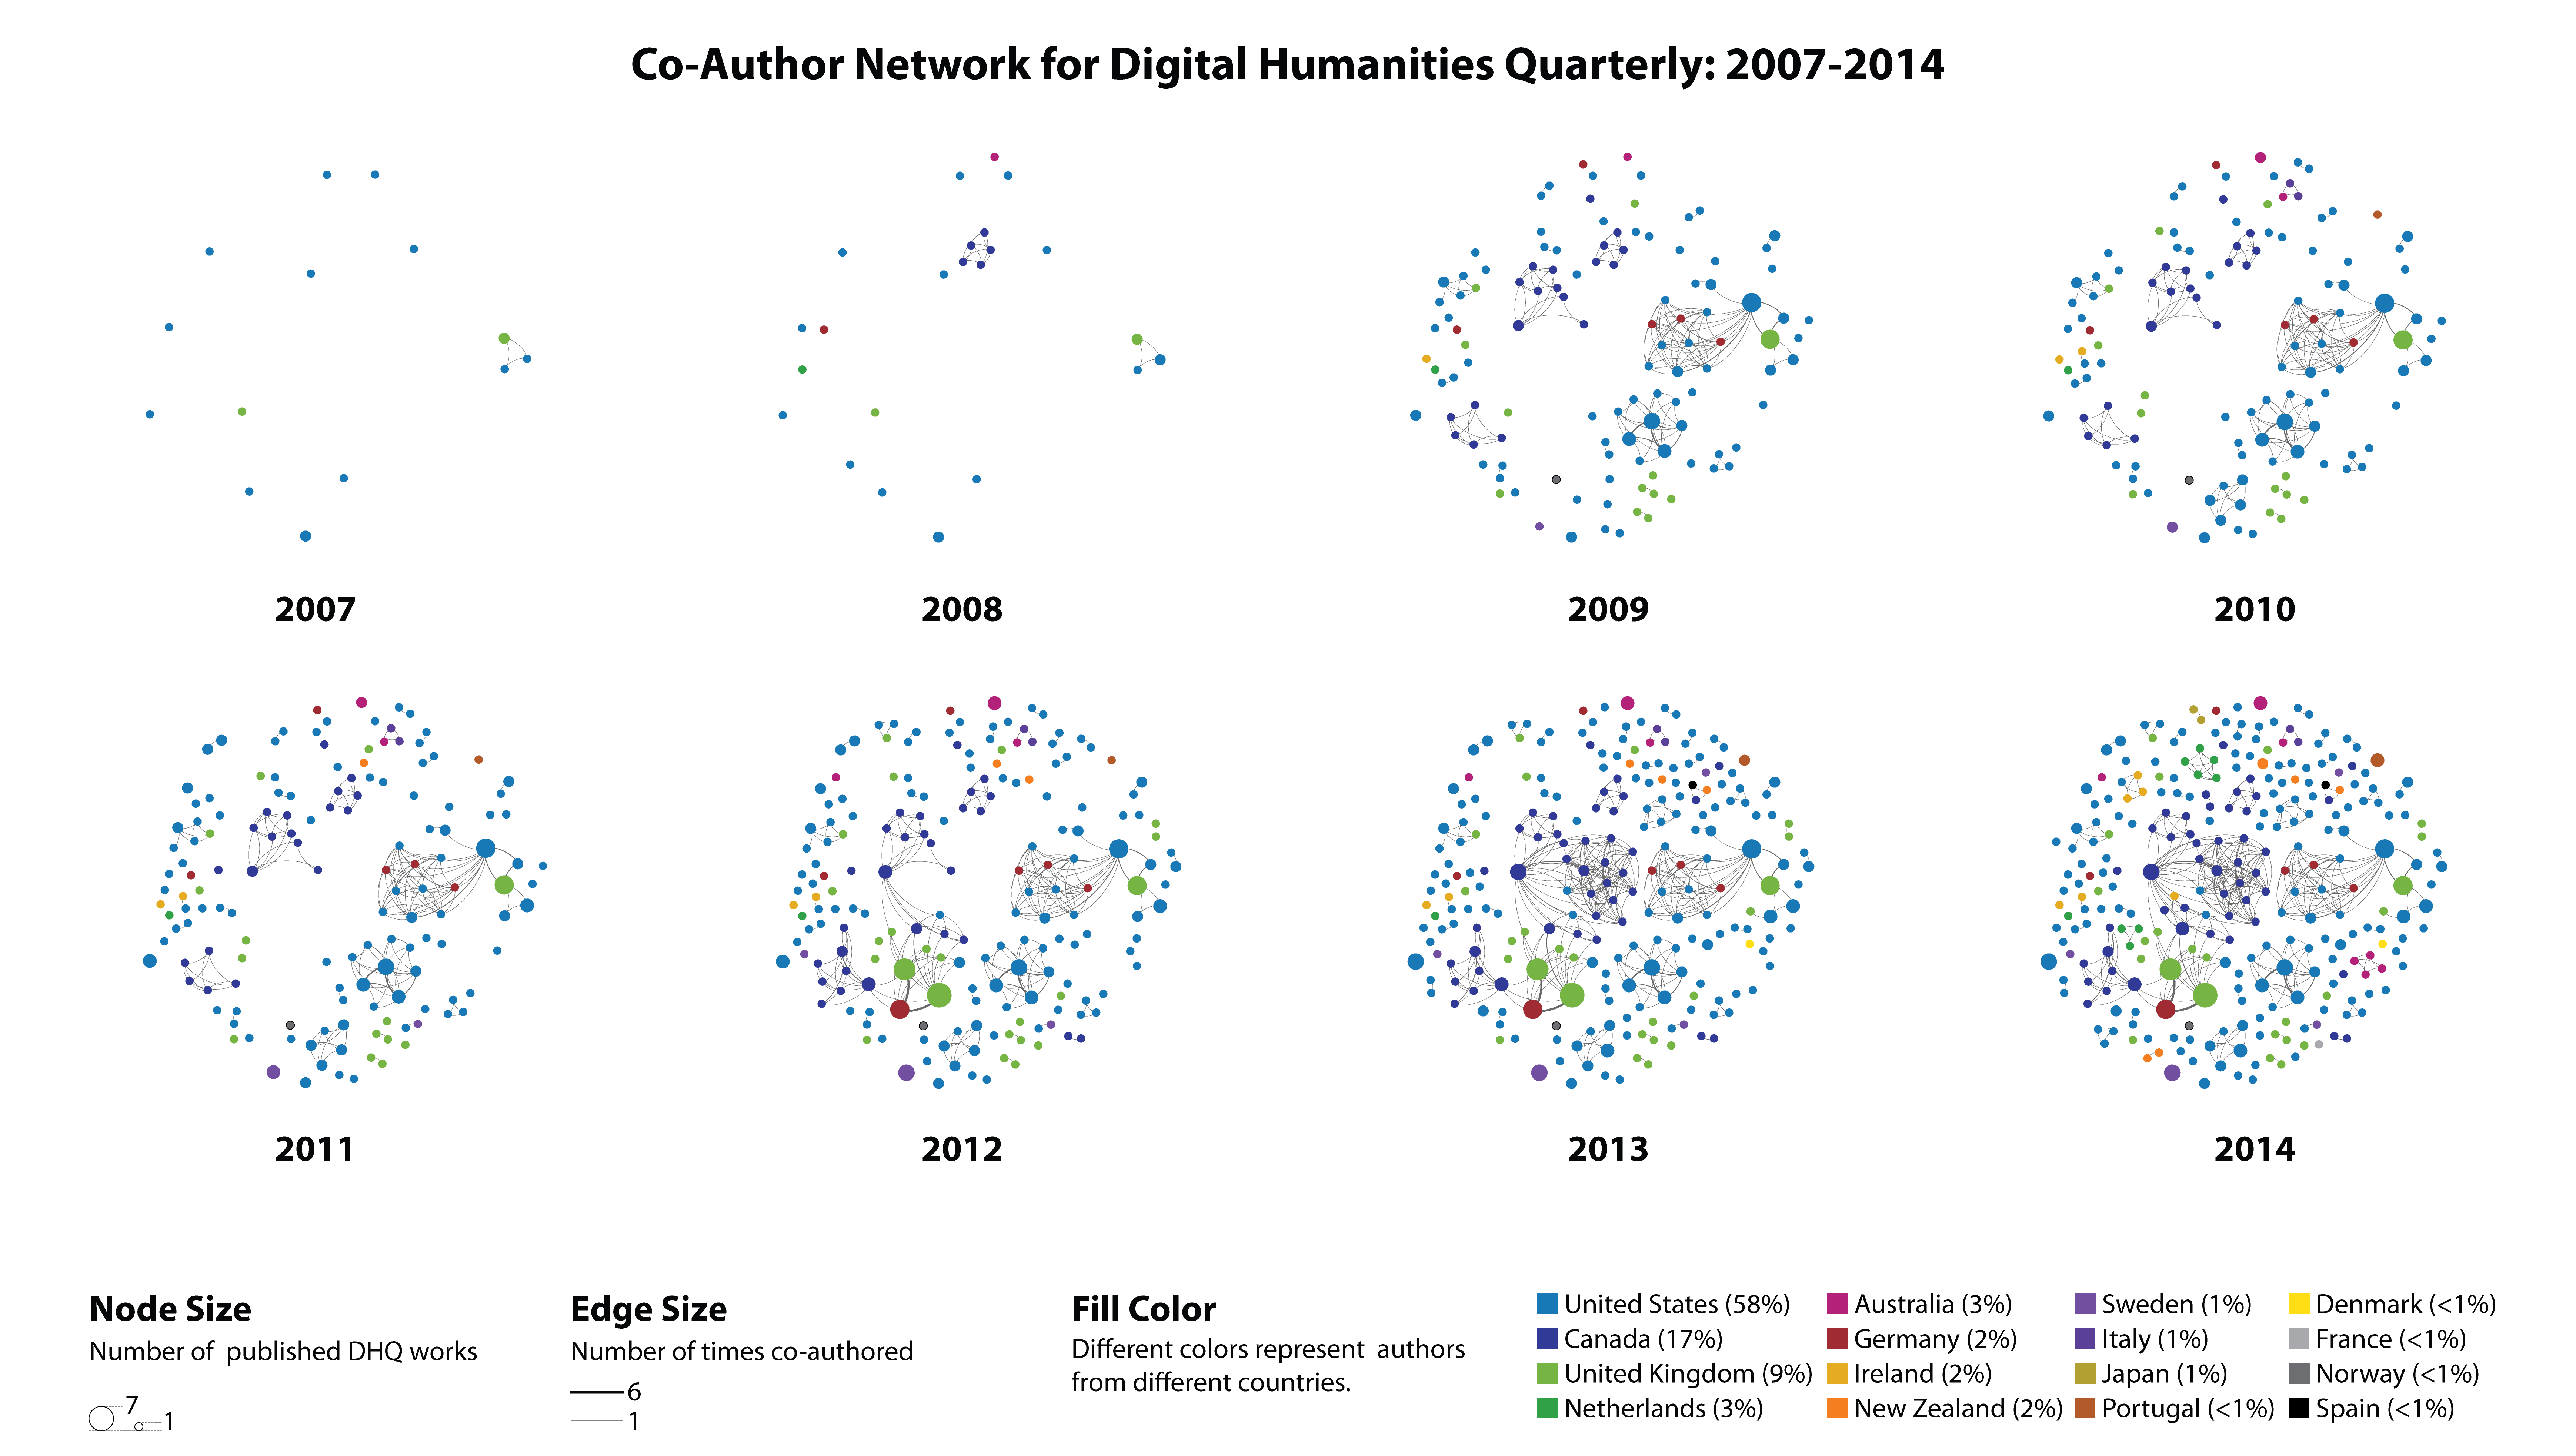 Co-Author Network for Digital Humanities Quarterly: 2007-2014
2007
2008
2009
2010
2011
2012
2013
2014
Node Size
Number of published DHQ works
7
1
Edge Size
Number of times co-authored
6
1
Fill Color
Different colors represent authors
from different countries.
United States (58%)
Canada (17%)
United Kingdom (9%)
Netherlands (3%)
Australia (3%)
Germany (2%)
Ireland (2%)
New Zealand (2%)
Sweden (1%)
Italy (1%)
Japan (1%)
Portugal (<1%)
Denmark (<1%)
France (<1%)
Norway (<1%)
Spain (<1%)